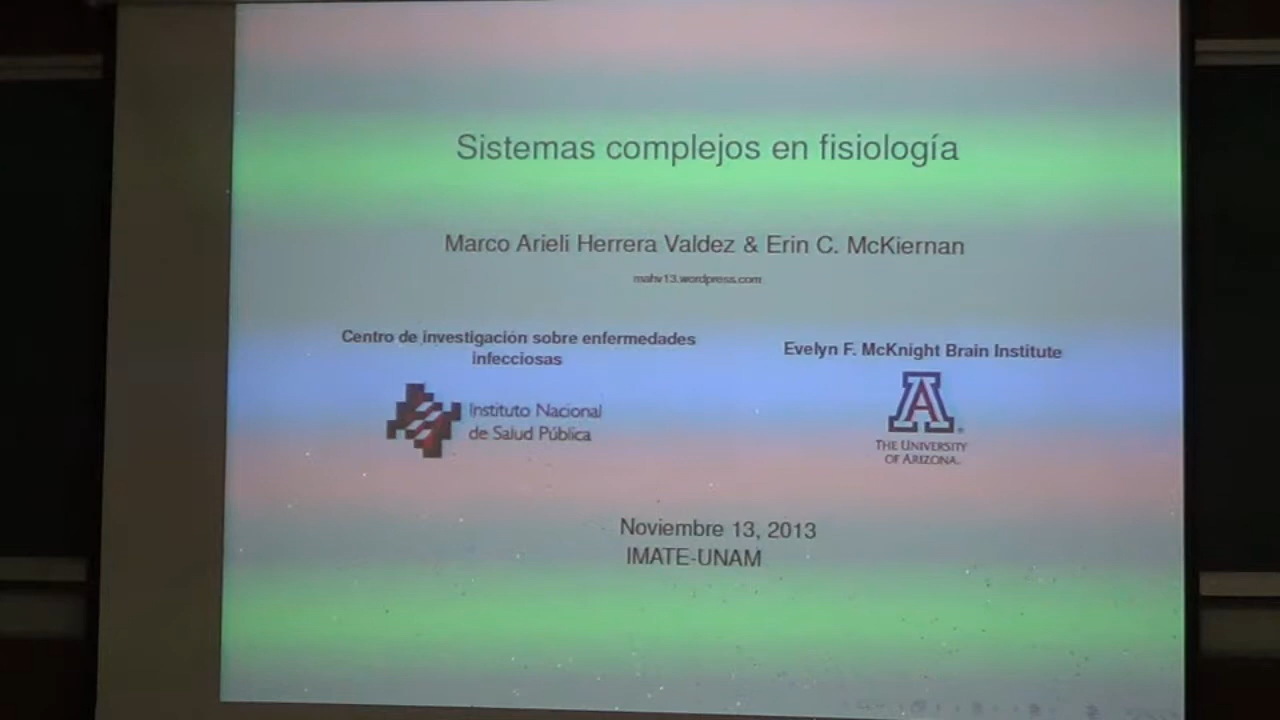 Sistemas complejos en fisiología
Marco Arieli Herrera Valdez & Erin C. McKiernan
mahv13.wordpress.com
Centro de investigación sobre enfermedades
infecciosas
Instituto Nacional
de Salud Pública
Evelyn F. McKnight Brain Institute
A
THE UNIVERSITY
OF ARIZONA.
Noviembre 13, 2013
IMATE-UNAM